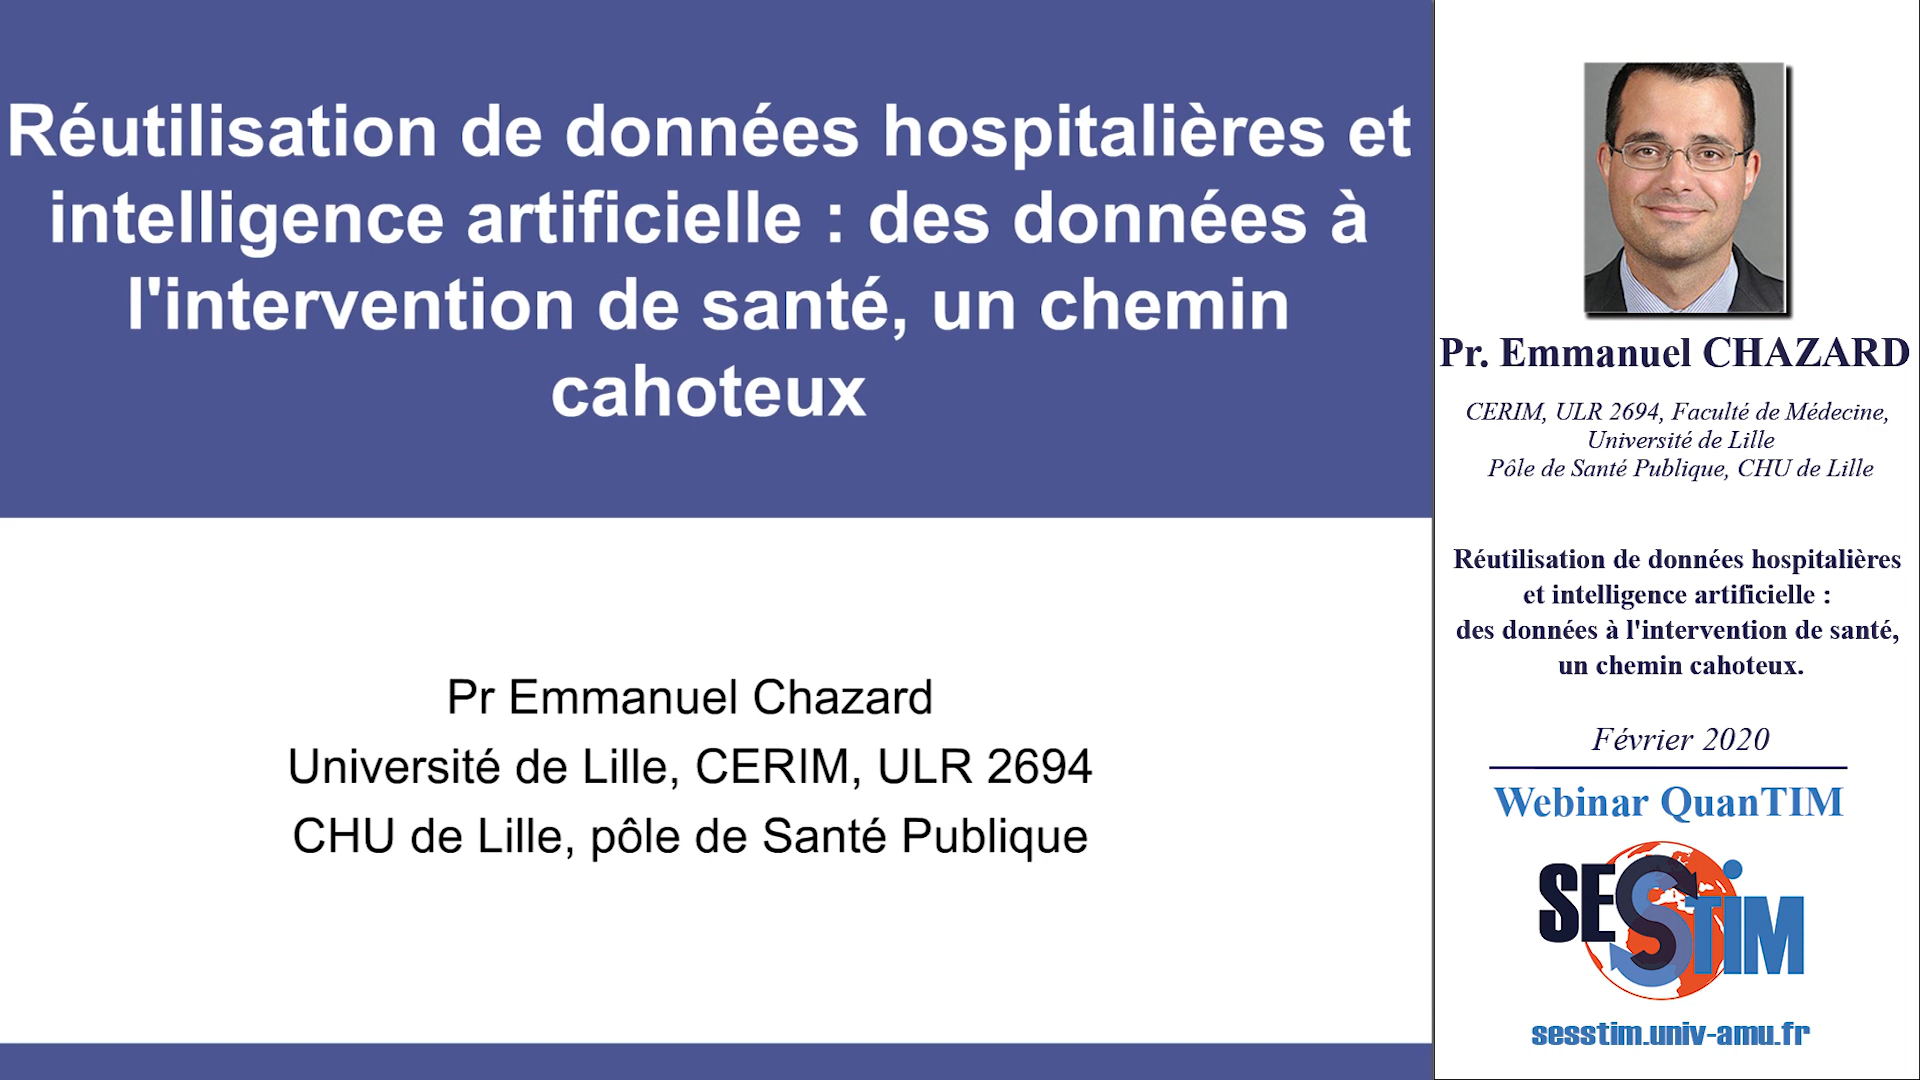 Réutilisation de données hospitalières et
intelligence artificielle : des données à
l'intervention de santé, un chemin
cahoteux
Pr Emmanuel Chazard
Université de Lille, CERIM, ULR 2694
CHU de Lille, pôle de Santé Publique
Pr. Emmanuel CHAZARD
CERIM, ULR 2694, Faculté de Médecine,
Université de Lille
Pôle de Santé Publique, CHU de Lille
Réutilisation de données hospitalières
et intelligence artificielle :
des données à l'intervention de santé,
un chemin cahoteux.
Février 2020
Webinar QuanTIM
SESSTIM
sesstim.univ-amu.fr